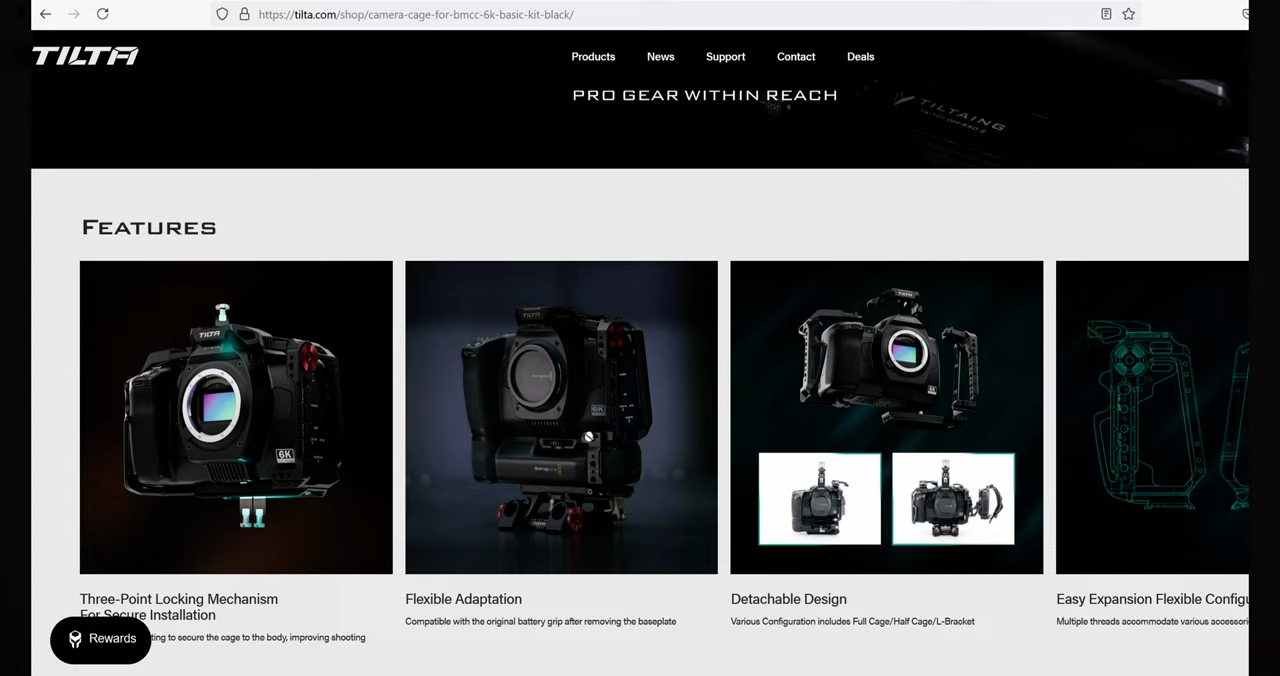 https://tilta.com/shop/camera-cage-for-bmcc-6k-basic-kit-black/
TILTA
Products
News
Support
Contact
Deals
PRO GEAR WITHIN REACH
TILTAING
FEATURES
TILTA
6K
TILTA
6K
TILTA
Three-Point Locking Mechanism
For Secure Installation
ting to secure the cage to the body, improving shooting
Flexible Adaptation
Compatible with the original battery grip after removing the baseplate
Detachable Design
Various Configuration includes Full Cage/Half Cage/L-Bracket
Easy Expansion Flexible Configu
Multiple threads accommodate various accessori
Rewards